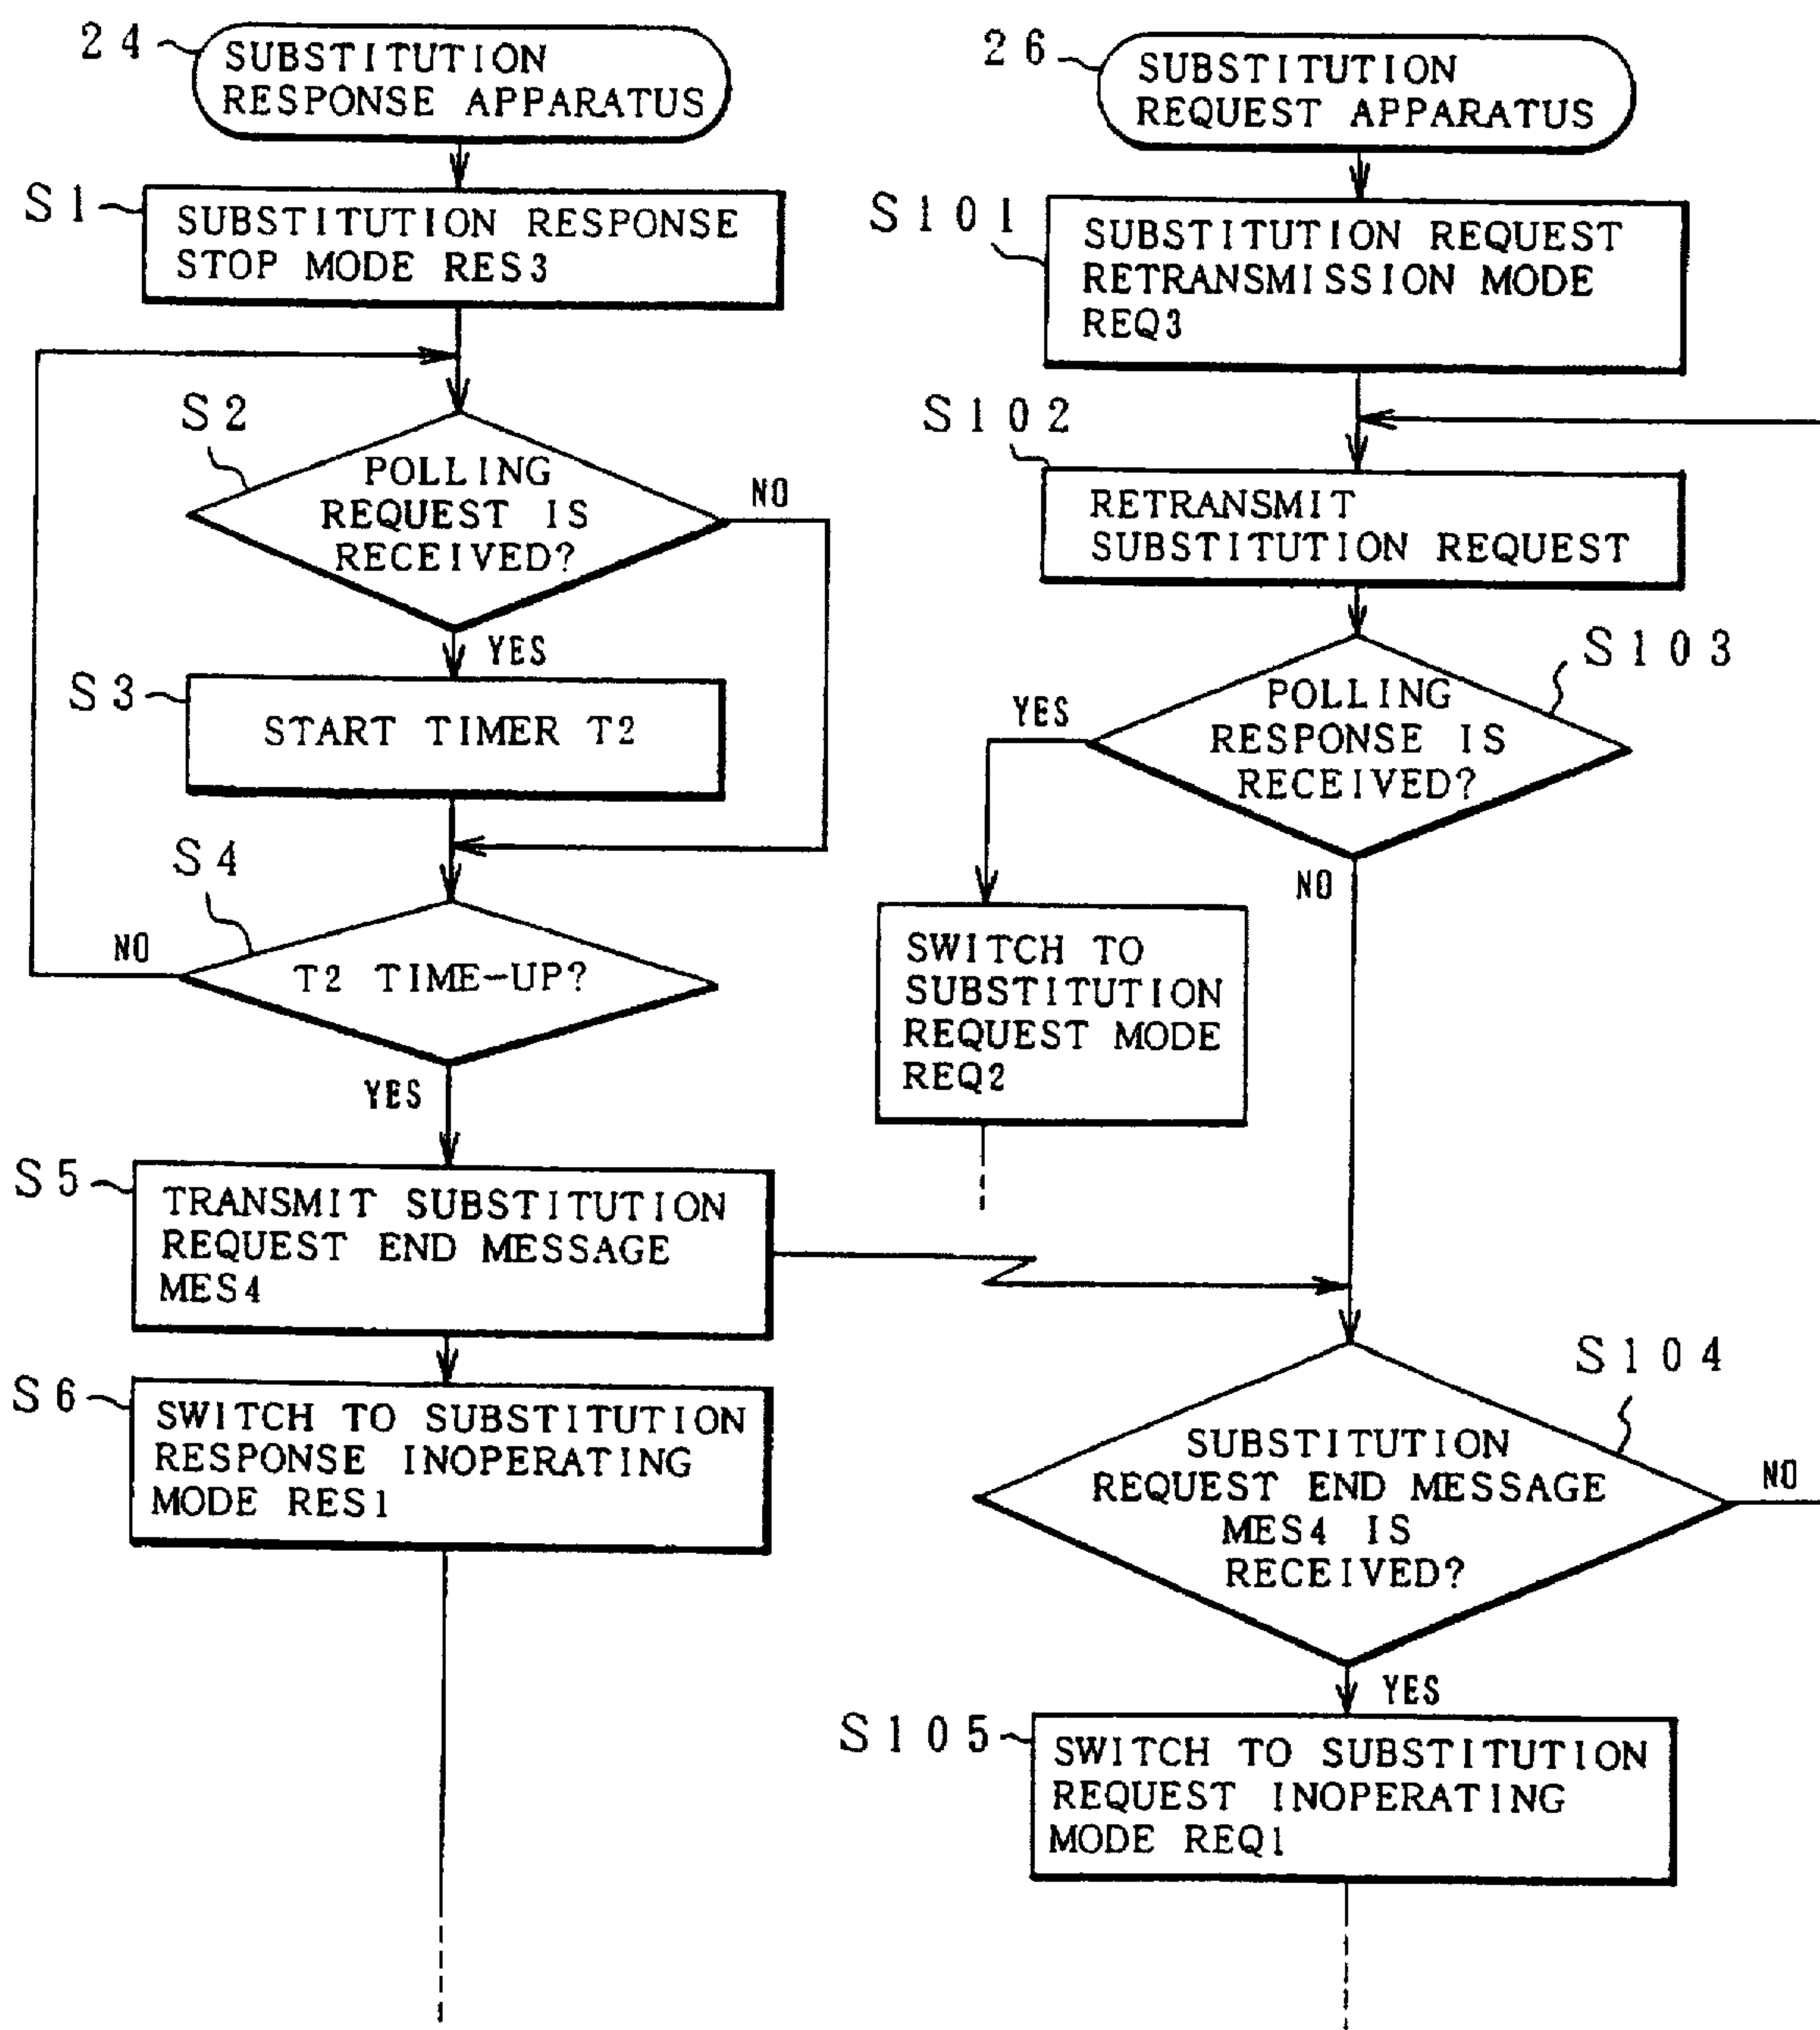 24
SUBSTITUTION
RESPONSE APPARATUS
S1
SUBSTITUTION RESPONSE
STOP MODE RES3
S2
POLLING
REQUEST IS
RECEIVED?
NO
YES
S3
START TIMER T2
S4
NO
T2 TIME-UP?
YES
S5
TRANSMIT SUBSTITUTION
REQUEST END MESSAGE
MES4
S6
SWITCH TO SUBSTITUTION
RESPONSE INOPERATING
MODE RES1
26
SUBSTITUTION
REQUEST APPARATUS
S101
SUBSTITUTION REQUEST
RETRANSMISSION MODE
REQ3
S102
RETRANSMIT
SUBSTITUTION REQUEST
S103
YES
POLLING
RESPONSE IS
RECEIVED?
NO
SWITCH TO
SUBSTITUTION
REQUEST MODE
REQ2
S104
SUBSTITUTION
REQUEST END MESSAGE
MES4 IS
RECEIVED?
NO
YES
S105
SWITCH TO SUBSTITUTION
REQUEST INOPERATING
MODE REQ1